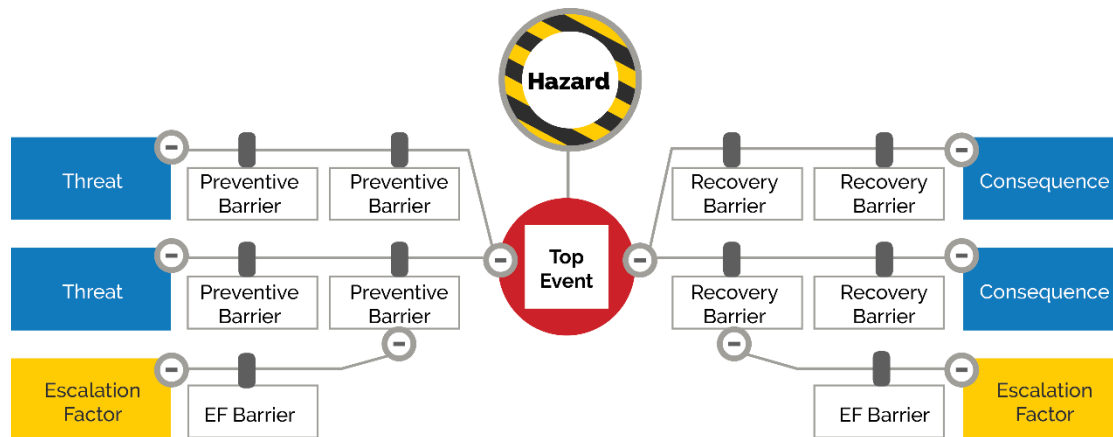 Hazard
Threat
Preventive
Barrier
Preventive
Barrier
Recovery
Barrier
Recovery
Barrier
Consequence
Top
Event
Threat
Preventive
Barrier
Preventive
Barrier
Recovery
Barrier
Recovery
Barrier
Consequence
Escalation
Factor
EF Barrier
EF Barrier
Escalation
Factor